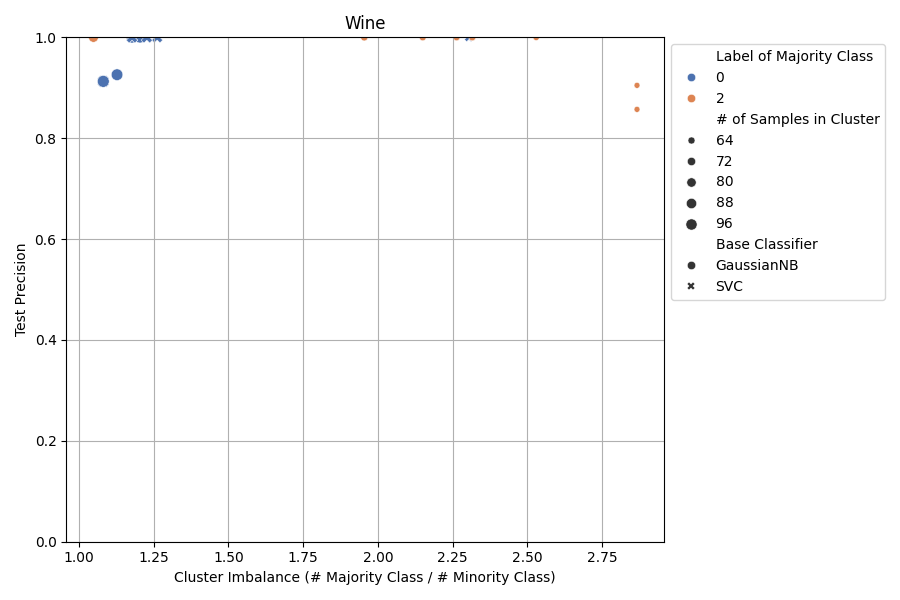 Wine
1.0
0.8
0.6
0.4
0.2
0.0
Test Precision
1.00
1.25
1.50
1.75
2.00
2.25
2.50
2.75
Cluster Imbalance (# Majority Class / # Minority Class)
Label of Majority Class
0
2
# of Samples in Cluster
64
72
80
88
96
Base Classifier
GaussianNB
SVC